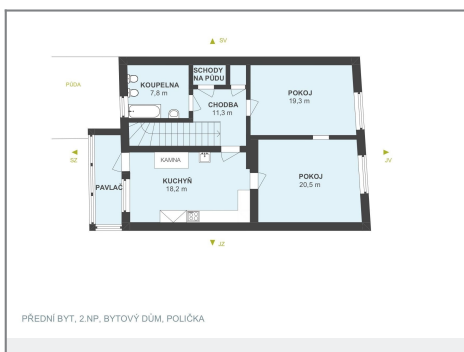 SV
SCHODY
NA PŮDU
PŮDA
KOUPELNA
7,8 m
POKOJ
19,3 m
CHODBA
11,3 m
SZ
KAMNA
JV
KUCHYŇ
18,2 m
POKOJ
20,5 m
PAVLAČ
JZ
PŘEDNÍ BYT, 2.NP, BYTOVÝ DŮM, POLIČKA